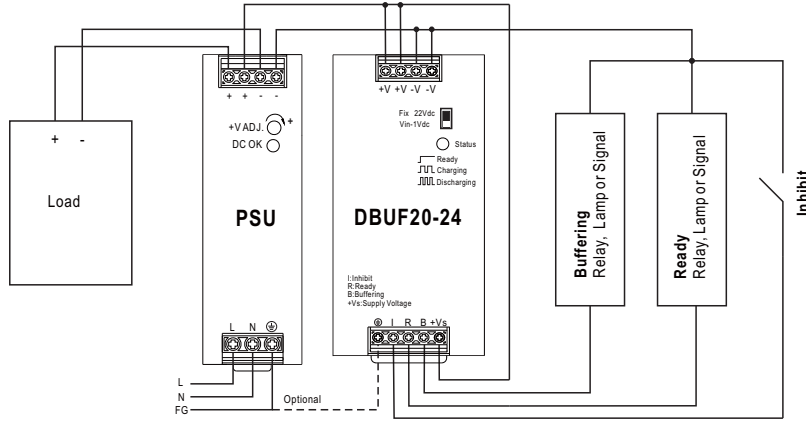 + -
Load
+ + - -
+V ADJ.
+
DC OK
PSU
L N
L
N
FG
Optional
+V +V -V -V
Fix 22Vdc
Vin-1Vdc
Status
Ready
Charging
Discharging
DBUF20-24
I:Inhibit
R:Ready
B:Buffering
+Vs:Supply Voltage
I R B +Vs
Buffering
Relay, Lamp or Signal
Ready
Relay, Lamp or Signal
Inhibit